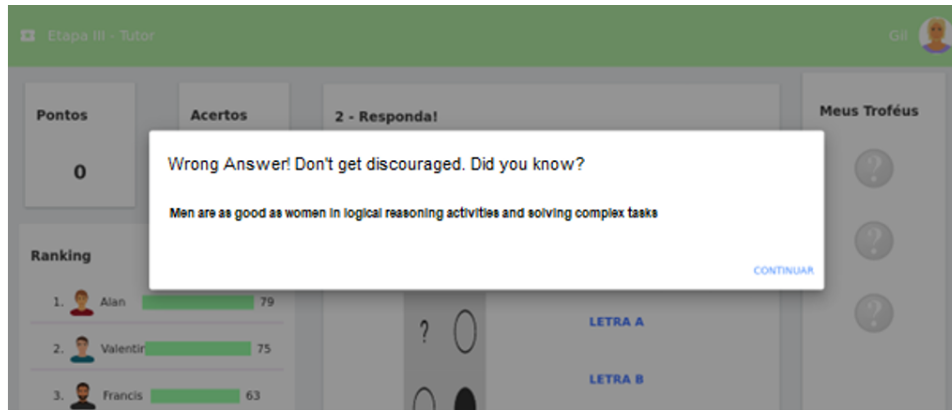 Etapa III - Tutor
Gil
Pontos
Acertos
2 - Responda!
Meus Troféus
0
Wrong Answer! Don't get discouraged. Did you know?
Men are as good as women in logical reasoning activities and solving complex tasks
CONTINUAR
Ranking
1. Alan 79
2. Valentin 75
3. Francis 63
?
LETRA A
LETRA B
?
?
?